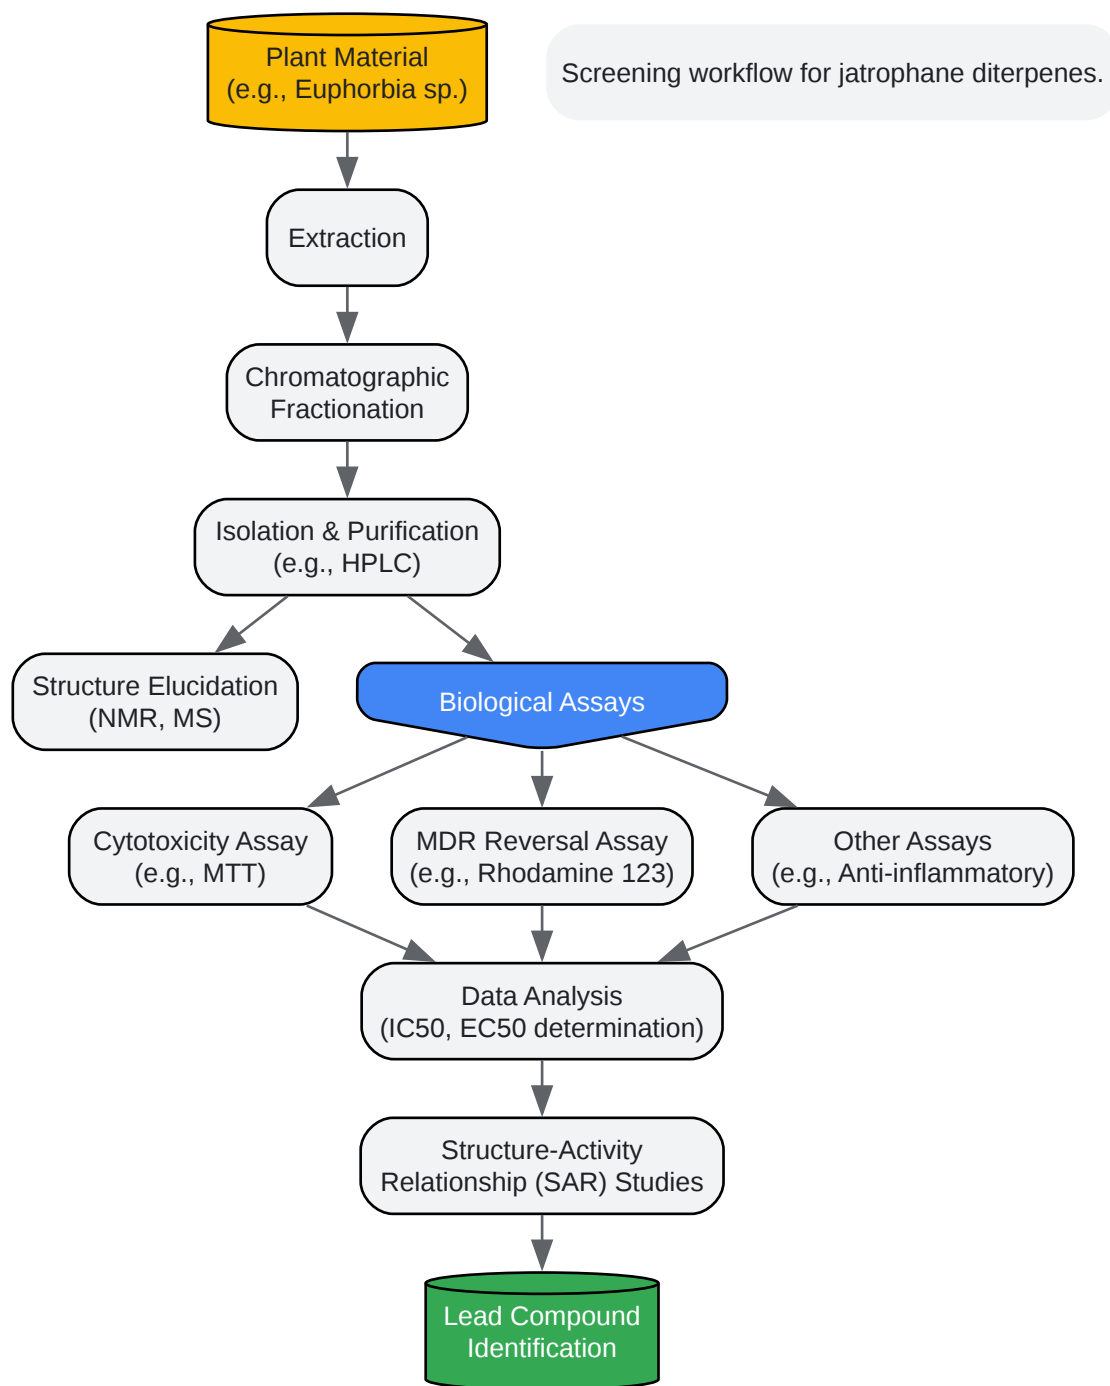 Plant Material
(e.g., Euphorbia sp.)
Screening workflow for jatrophane diterpenes.
Extraction
Chromatographic
Fractionation
Isolation & Purification
(e.g., HPLC)
Structure Elucidation
(NMR, MS)
Biological Assays
Cytotoxicity Assay
(e.g., MTT)
MDR Reversal Assay
(e.g., Rhodamine 123)
Other Assays
(e.g., Anti-inflammatory)
Data Analysis
(IC50, EC50 determination)
Structure-Activity
Relationship (SAR) Studies
Lead Compound
Identification